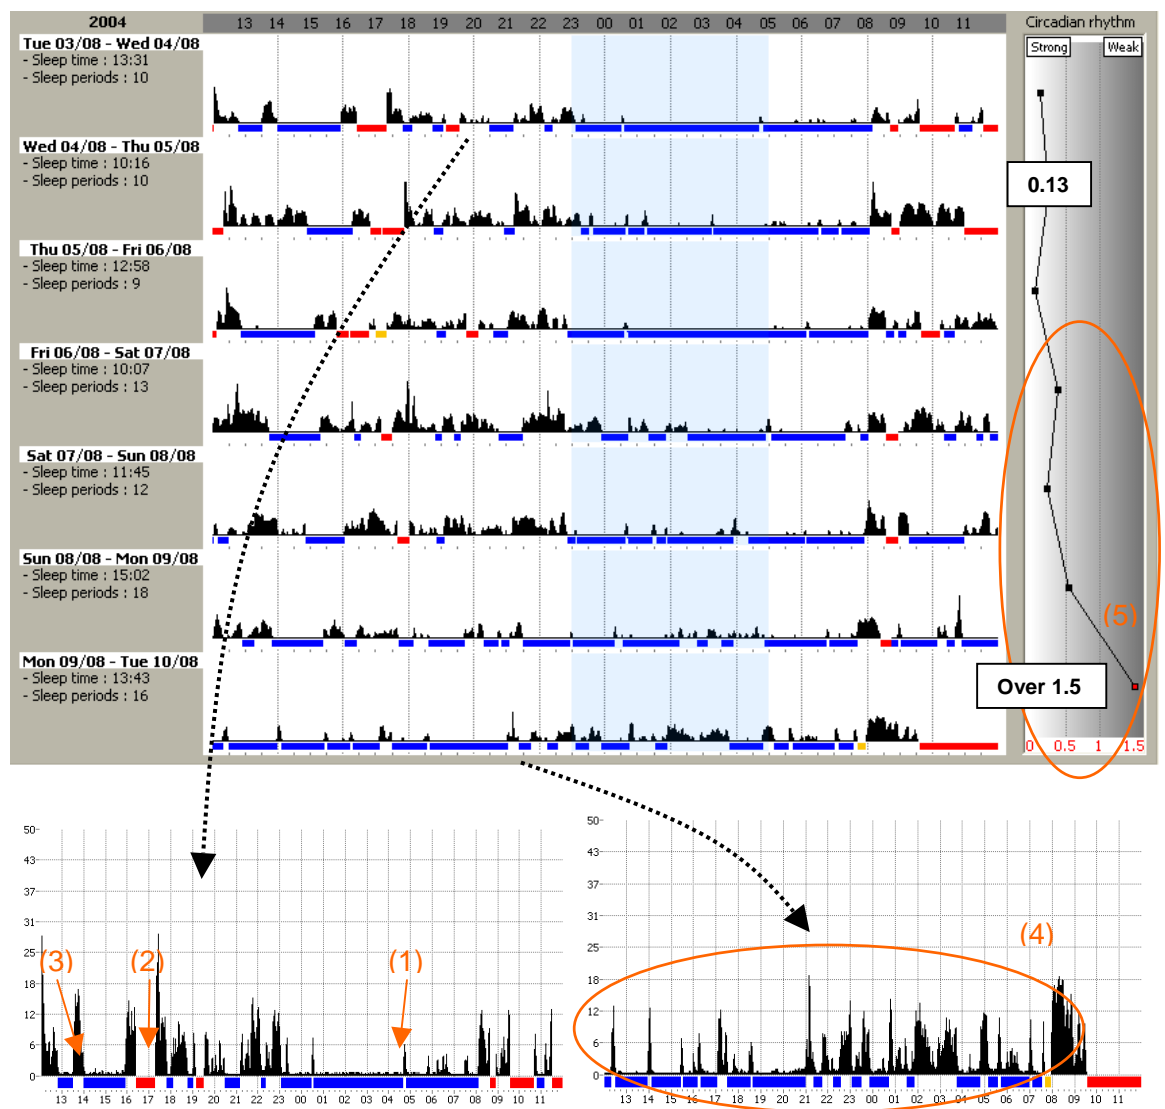 2004
13 14 15 16 17 18 19 20 21 22 23 00 01 02 03 04 05 06 07 08 09 10 11
Circadian rhythm
Strong Weak
Tue 03/08 - Wed 04/08
- Sleep time : 13:31
- Sleep periods : 10
Wed 04/08 - Thu 05/08
- Sleep time : 10:16
- Sleep periods : 10
0.13
Thu 05/08 - Fri 06/08
- Sleep time : 12:58
- Sleep periods : 9
Fri 06/08 - Sat 07/08
- Sleep time : 10:07
- Sleep periods : 13
Sat 07/08 - Sun 08/08
- Sleep time : 11:45
- Sleep periods : 12
Sun 08/08 - Mon 09/08
- Sleep time : 15:02
- Sleep periods : 18
(5)
Mon 09/08 - Tue 10/08
- Sleep time : 13:43
- Sleep periods : 16
Over 1.5
0 0.5 1 1.5
50
43
37
31
25
18
12
6
0
(3) (2) (1)
13 14 15 16 17 18 19 20 21 22 23 00 01 02 03 04 05 06 07 08 09 10 11
50
43
37
31
25
18
12
6
0
(4)
13 14 15 16 17 18 19 20 21 22 23 00 01 02 03 04 05 06 07 08 09 10 11